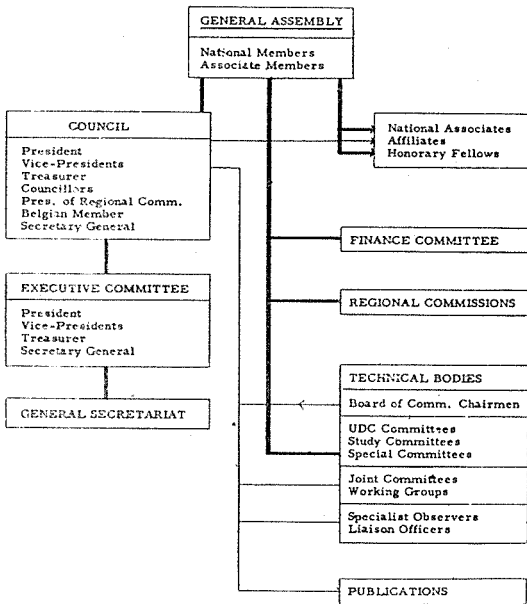 GENERAL ASSEMBLY
National Members
Associate Members
COUNCIL
President
Vice-Presidents
Treasurer
Councillors
Pres. of Regional Comm.
Belgian Member
Secretary General
National Associates
Affiliates
Honorary Fellows
FINANCE COMMITTEE
EXECUTIVE COMMITTEE
President
Vice-Presidents
Treasurer
Secretary General
REGIONAL COMMISSIONS
GENERAL SECRETARIAT
TECHNICAL BODIES
Board of Comm. Chairmen
UDC Committees
Study Committees
Special Committees
Joint Committees
Working Groups
Specialist Observers
Liaison Officers
PUBLICATIONS